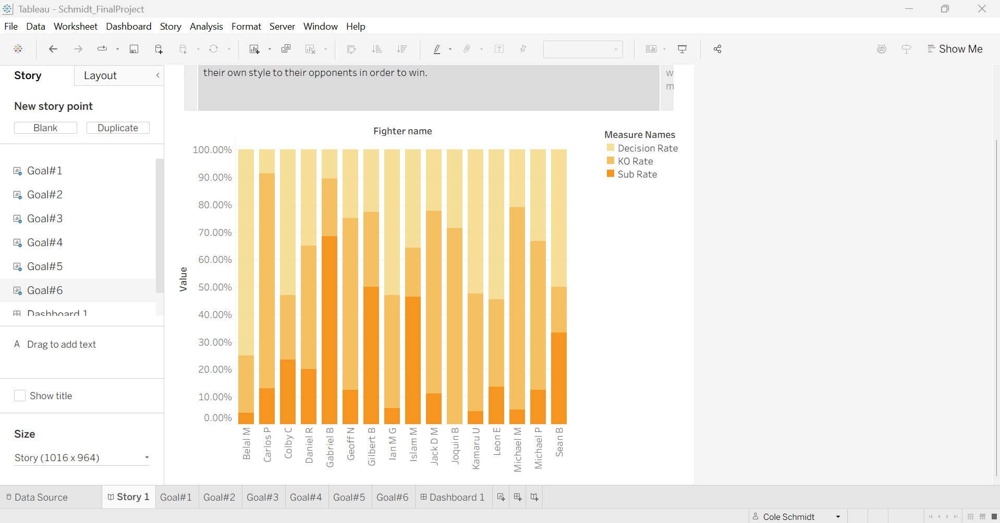 Tableau - Schmidt_FinalProject
File Data Worksheet Dashboard Story Analysis Format Server Window Help
Show Me
Story Layout
New story point
Blank Duplicate
Goal#1
Goal#2
Goal#3
Goal#4
Goal#5
Goal#6
Dashboard 1
A Drag to add text
Show title
Size
Story (1016 x 964)
their own style to their opponents in order to win.
w
m
Fighter name
Value
100.00%
90.00%
80.00%
70.00%
60.00%
50.00%
40.00%
30.00%
20.00%
10.00%
0.00%
Belal M
Carlos P
Colby C
Daniel R
Gabriel B
Geoff N
Gilbert B
Ian M G
Islam M
Jack D M
Joquin B
Kamaru U
Leon E
Michael M
Michael P
Sean B
Measure Names
Decision Rate
KO Rate
Sub Rate
Data Source Story 1 Goal#1 Goal#2 Goal#3 Goal#4 Goal#5 Goal#6 Dashboard 1
Cole Schmidt